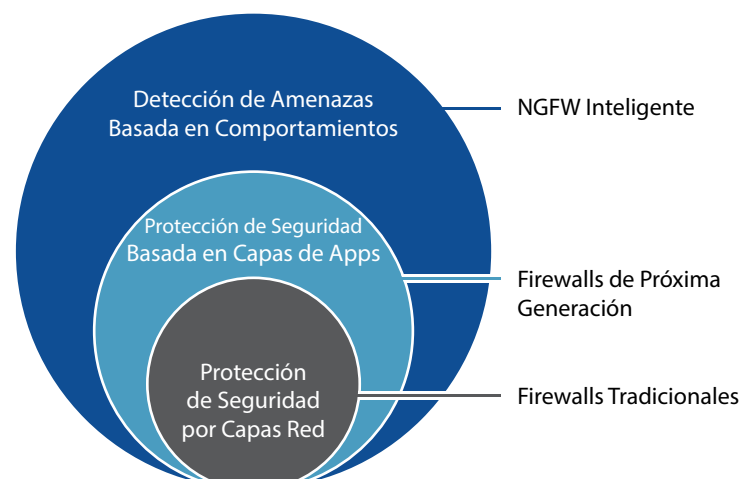 Detección de Amenazas
Basada en Comportamientos
NGFW Inteligente
Protección de Seguridad
Basada en Capas de Apps
Firewalls de Próxima
Generación
Protección
de Seguridad
por Capas Red
Firewalls Tradicionales